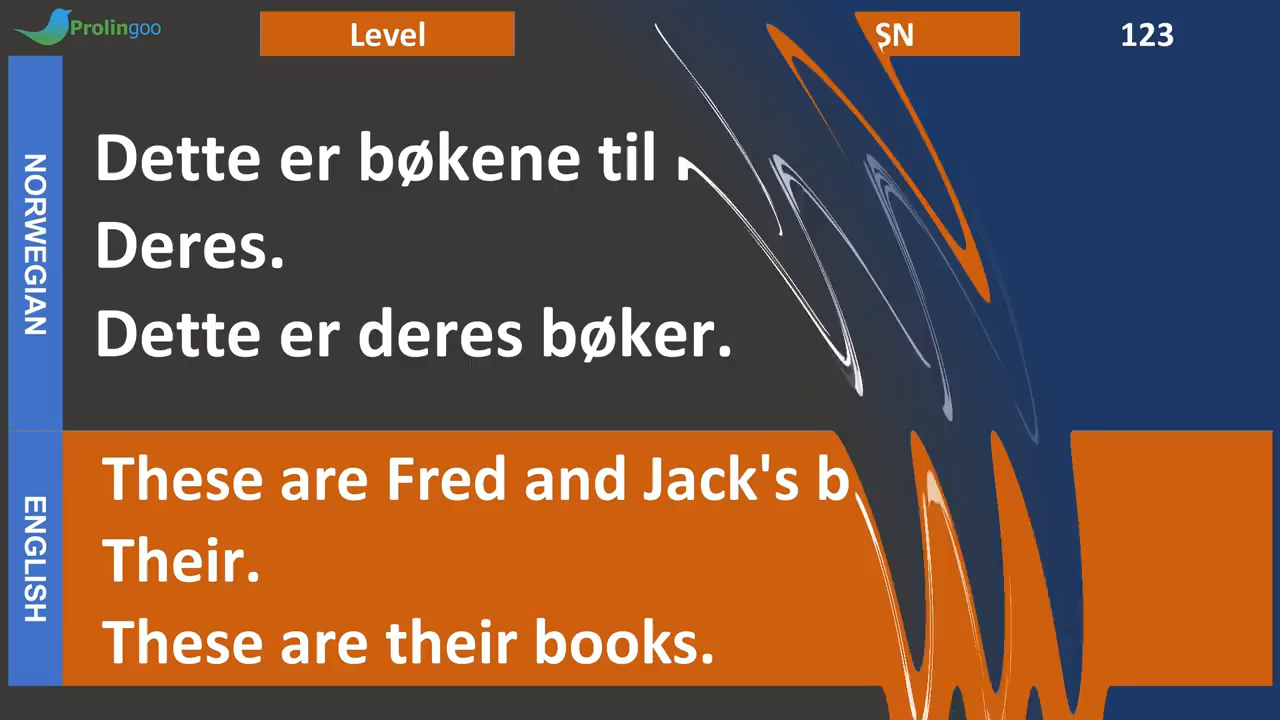 Prolingoo
Level
SN
123
NORWEGIAN
Dette er bøkene til
Deres.
Dette er deres bøker.
ENGLISH
These are Fred and Jack's
Their.
These are their books.